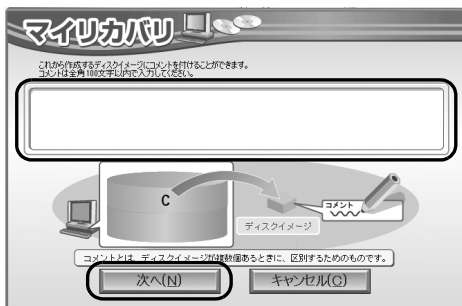 マイリカバリ
これから作成するディスクイメージにコメントを付けることができます。
コメントは全角100文字以内で入力してください。
C
コメント
ディスクイメージ
コメントとは、ディスクイメージが複数個あるときに、区別するためのものです。
次へ(N)
キャンセル(C)